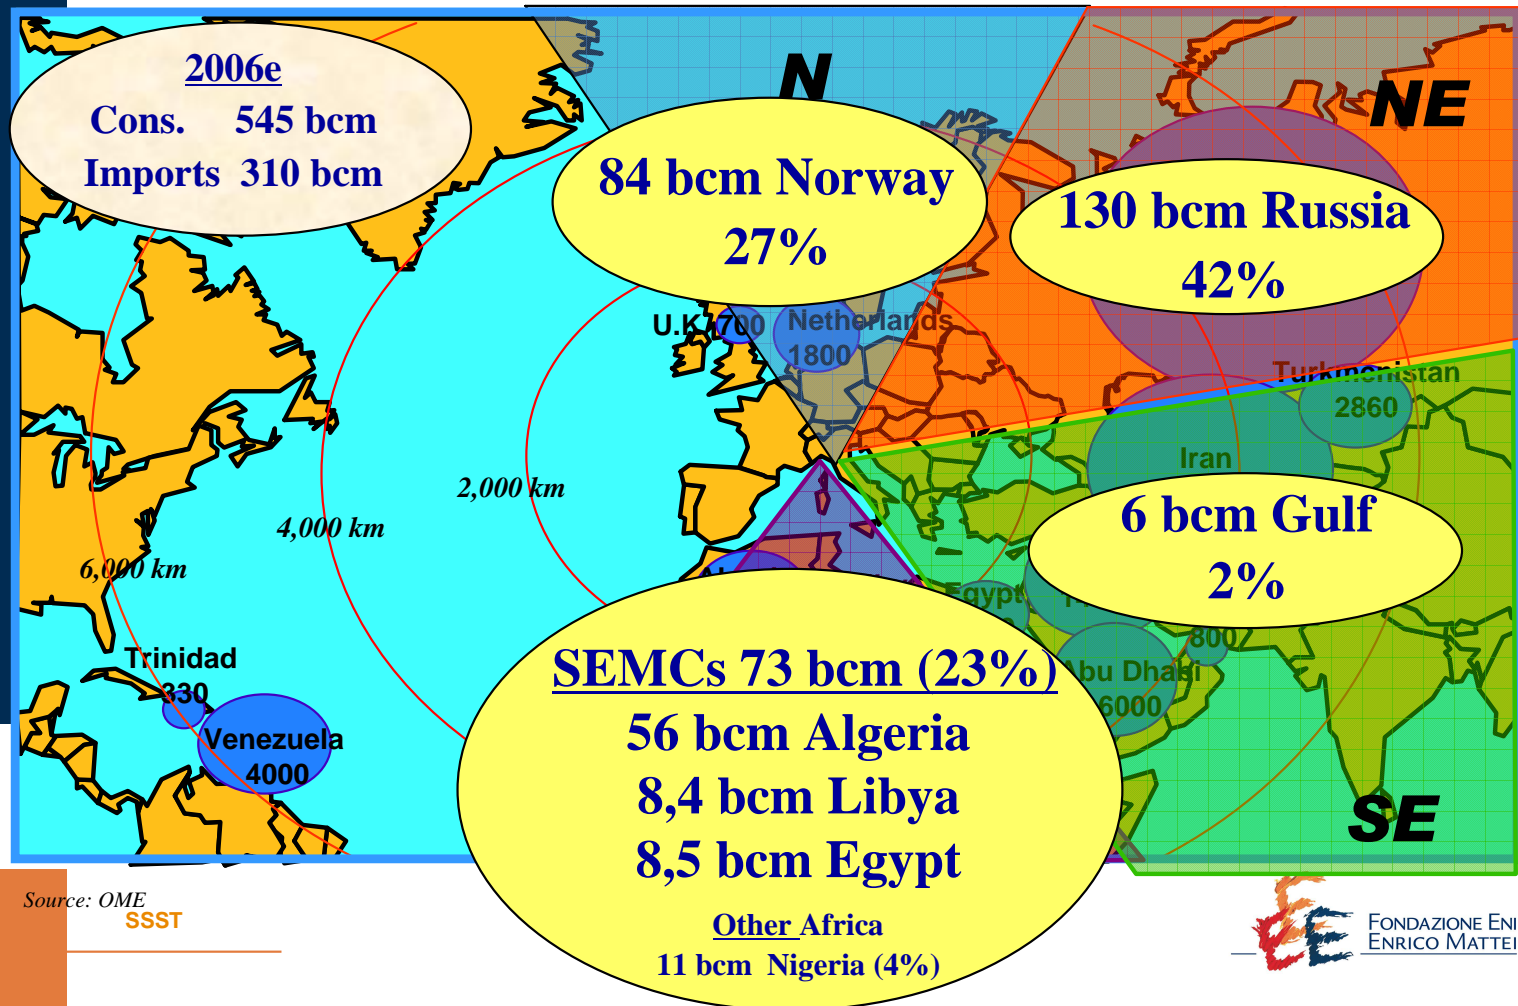 2006e
Cons. 545 bcm
Imports 310 bcm
N
NE
84 bcm Norway
27%
130 bcm Russia
42%
U.K. 700
Netherlands
1800
Turkmenistan
2860
Iran
2,000 km
4,000 km
6,000 km
6 bcm Gulf
2%
Egypt
800
Abu Dhabi
6000
Trinidad
330
Venezuela
4000
SEMCs 73 bcm (23%)
56 bcm Algeria
8,4 bcm Libya
8,5 bcm Egypt
Other Africa
11 bcm Nigeria (4%)
SE
Source: OME
SSST
FONDAZIONE ENI
ENRICO MATTEI